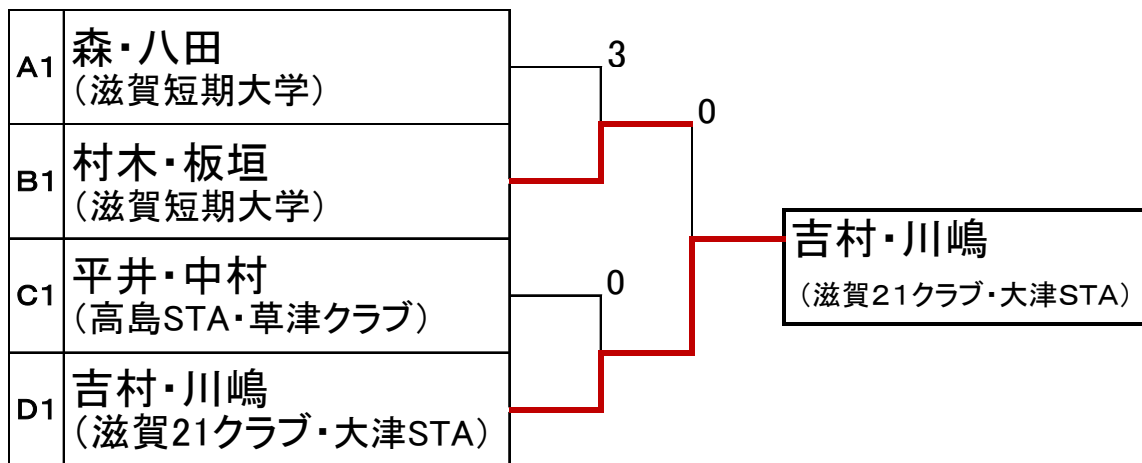 A1
森・八田
（滋賀短期大学）
B1
村木・板垣
（滋賀短期大学）
C1
平井・中村
（高島STA・草津クラブ）
D1
吉村・川嶋
（滋賀21クラブ・大津STA）
3
0
0
吉村・川嶋
（滋賀２１クラブ・大津STA）